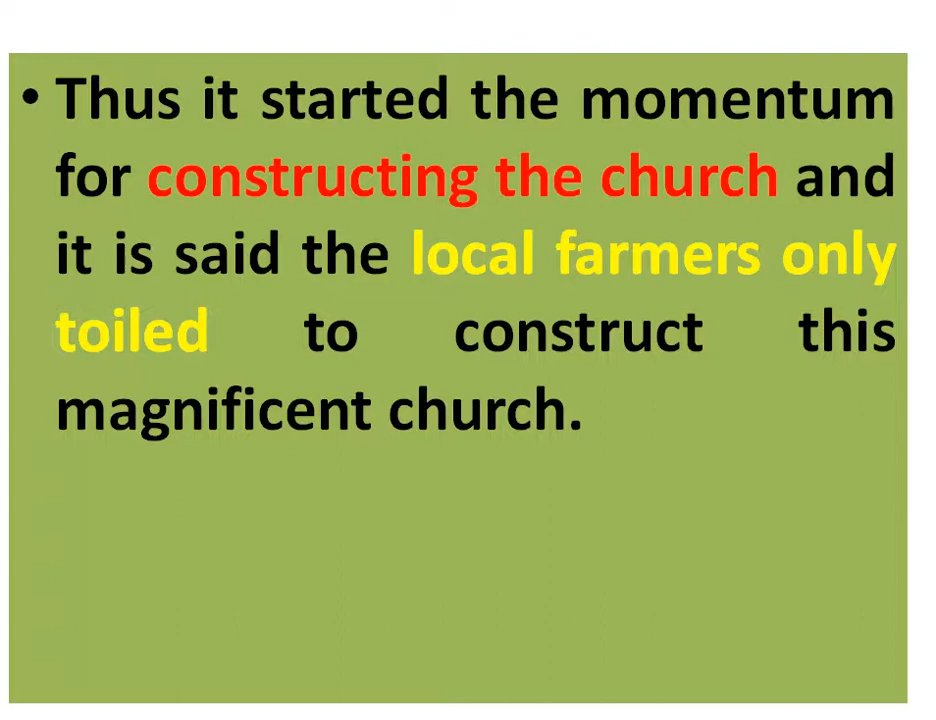 • Thus it started the momentum
for constructing the church and
it is said the local farmers only
toiled to construct this
magnificent church.